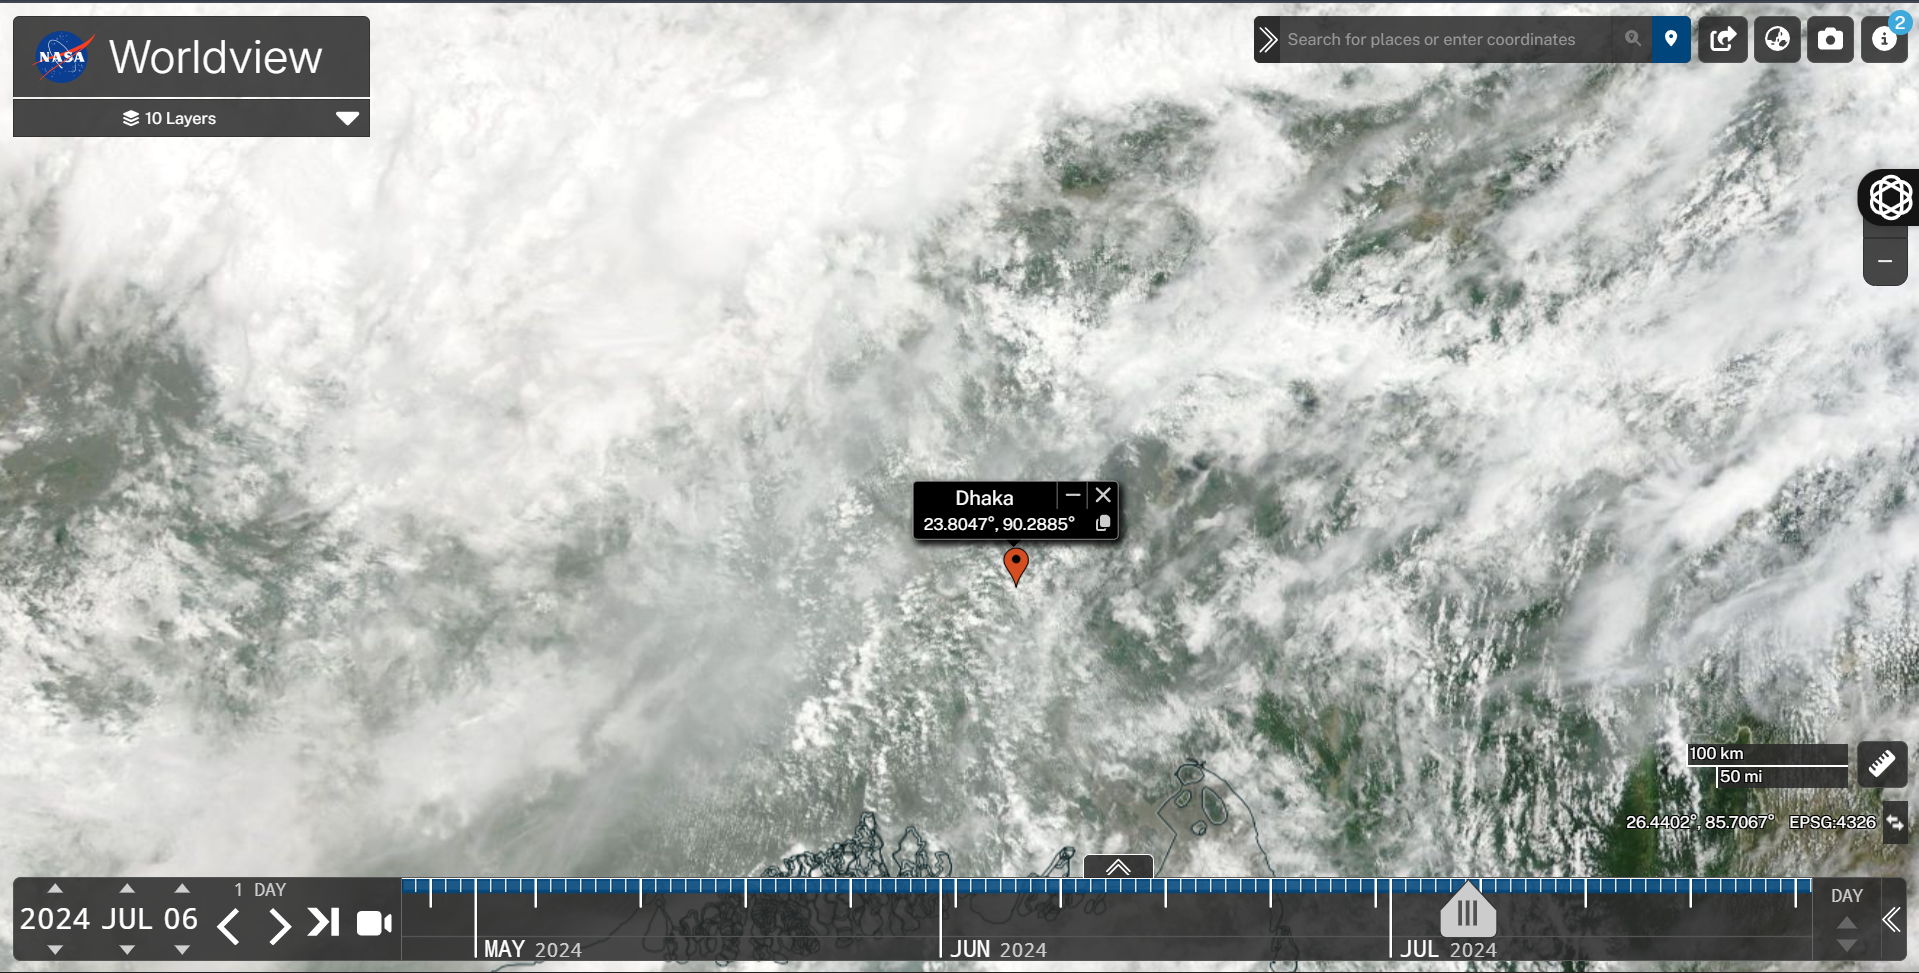 NASA
Worldview
10 Layers
Search for places or enter coordinates
2
Dhaka
23.8047°, 90.2885°
100 km
50 mi
26.4402°, 85.7067° EPSG:4326
1 DAY
2024 JUL 06
MAY 2024
JUN 2024
JUL 2024
DAY